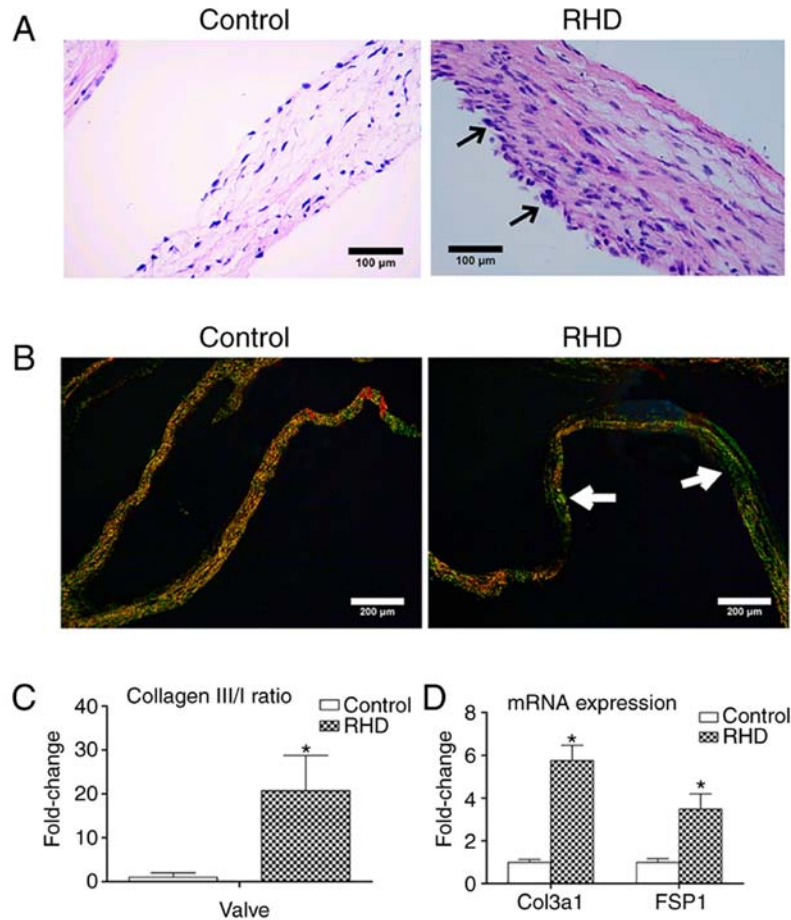 A
Control
RHD
100 µm
100 µm
B
Control
RHD
200 µm
200 µm
C
Collagen III/I ratio
Control
RHD
Fold-change
40
30
20
10
0
*
Valve
D
mRNA expression
Control
RHD
Fold-change
8
6
4
2
0
*
*
Col3a1
FSP1